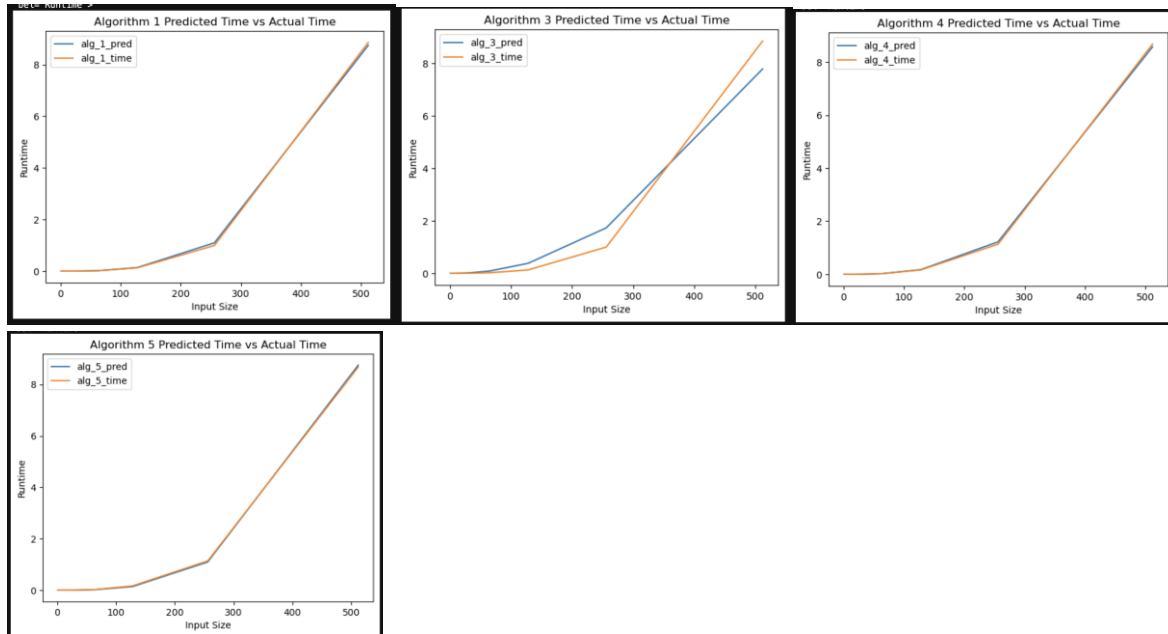 bel='Runtime'>
Algorithm 1 Predicted Time vs Actual Time
alg_1_pred
alg_1_time
8
6
4
2
0
Runtime
0 100 200 300 400 500
Input Size
Algorithm 3 Predicted Time vs Actual Time
alg_3_pred
alg_3_time
8
6
4
2
0
Runtime
0 100 200 300 400 500
Input Size
Algorithm 4 Predicted Time vs Actual Time
alg_4_pred
alg_4_time
8
6
4
2
0
Runtime
0 100 200 300 400 500
Input Size
Algorithm 5 Predicted Time vs Actual Time
alg_5_pred
alg_5_time
8
6
4
2
0
Runtime
0 100 200 300 400 500
Input Size